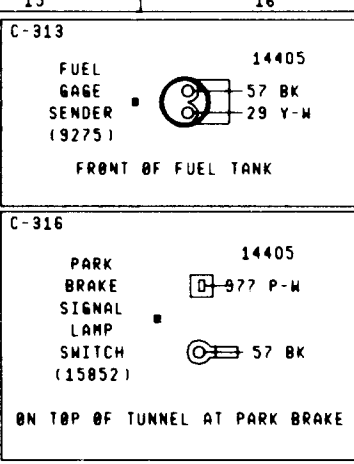 15 16
C-313
14405
FUEL
GAGE
SENDER
(9275)
57 BK
29 Y-W
FRONT OF FUEL TANK
C-316
14405
PARK
BRAKE
SIGNAL
LAMP
SWITCH
(15852)
977 P-W
57 BK
ON TOP OF TUNNEL AT PARK BRAKE